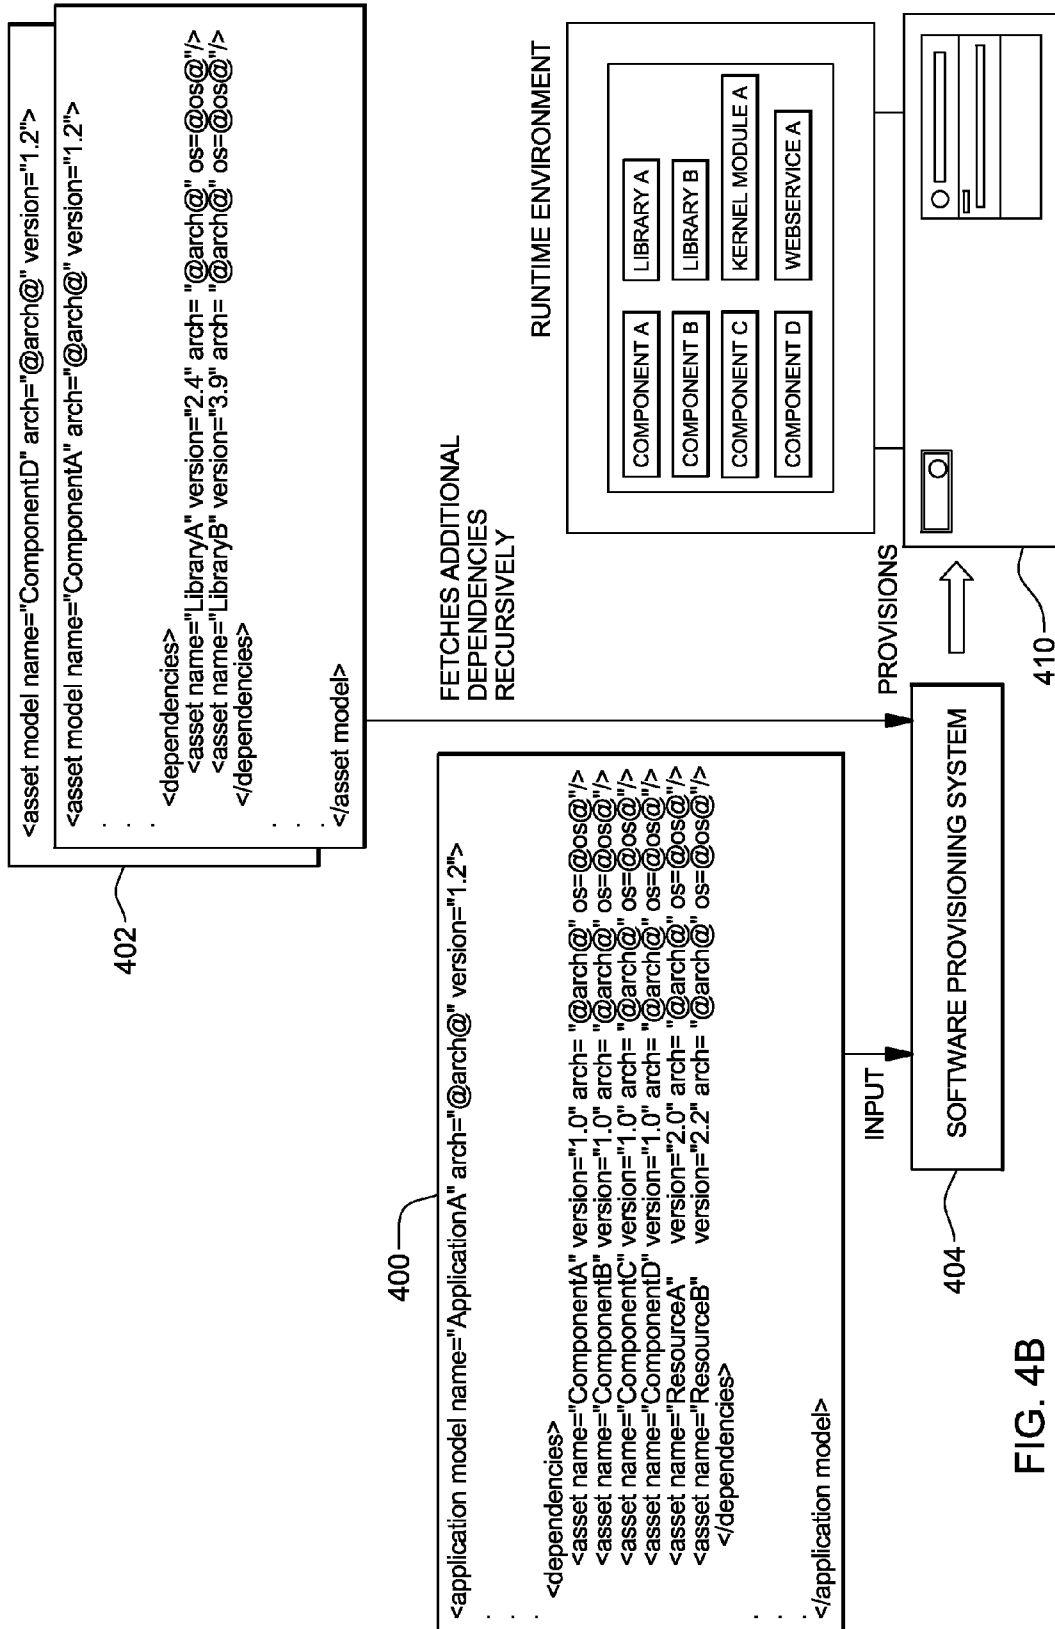 <asset model name="ComponentD" arch="@arch@" version="1.2">
<asset model name="ComponentA" arch="@arch@" version="1.2">
. . .
<dependencies>
<asset name="LibraryA" version="2.4" arch= "@arch@" os=@os@"/>
<asset name="LibraryB" version="3.9" arch= "@arch@" os=@os@"/>
</dependencies>
. . .
</asset model>
402
FETCHES ADDITIONAL
DEPENDENCIES
RECURSIVELY
400
<application model name="ApplicationA" arch="@arch@" version="1.2">
. . .
<dependencies>
<asset name="ComponentA" version="1.0" arch= "@arch@" os=@os@"/>
<asset name="ComponentB" version="1.0" arch= "@arch@" os=@os@"/>
<asset name="ComponentC" version="1.0" arch= "@arch@" os=@os@"/>
<asset name="ComponentD" version="1.0" arch= "@arch@" os=@os@"/>
<asset name="ResourceA" version="2.0" arch= "@arch@" os=@os@"/>
<asset name="ResourceB" version="2.2" arch= "@arch@" os=@os@"/>
</dependencies>
. . .
</application model>
INPUT
SOFTWARE PROVISIONING SYSTEM
404
PROVISIONS
RUNTIME ENVIRONMENT
COMPONENT A
LIBRARY A
COMPONENT B
LIBRARY B
COMPONENT C
KERNEL MODULE A
COMPONENT D
WEBSERVICE A
410
FIG. 4B